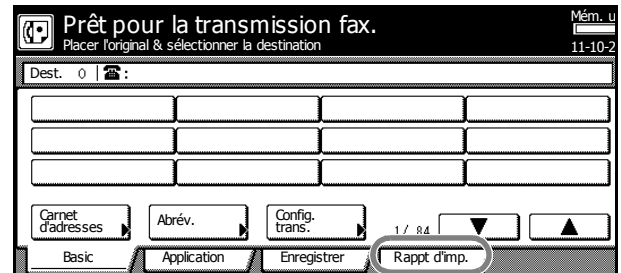 Prêt pour la transmission fax.
Mém. u
Placer l'original & sélectionner la destination
11-10-2
Dest. 0 ☎:
Carnet d'adresses
Abrév.
Config. trans.
1/ 84
Basic
Application
Enregistrer
Rappt d'imp.